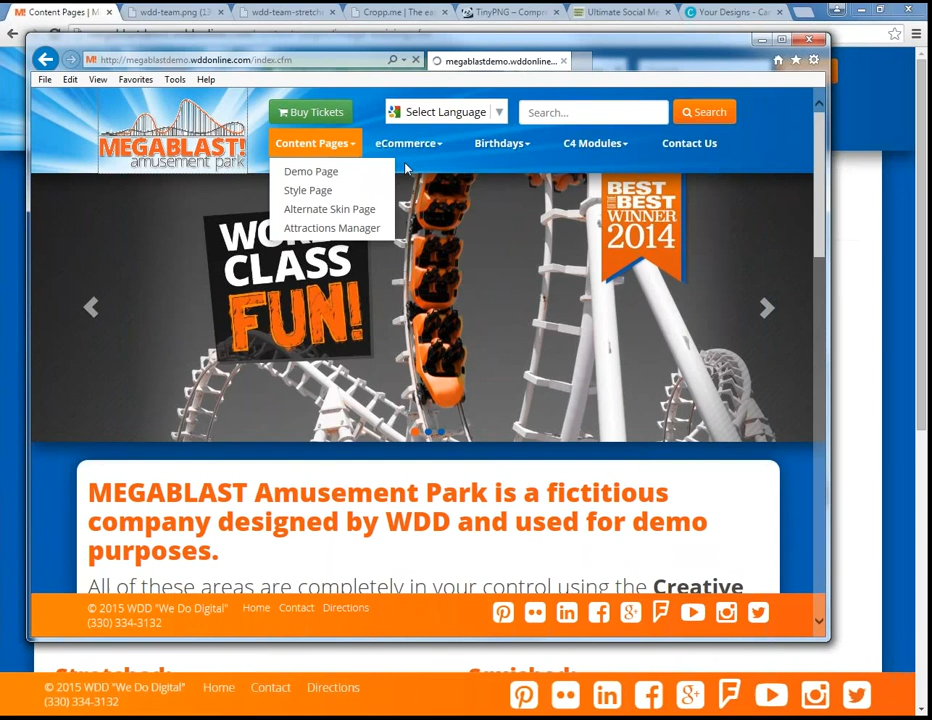 Content Pages |
wdd-team.png (1
wdd-team-stretch
Cropp.me | The ea
TinyPNG – Compre
Ultimate Social Me
Your Designs – Can
http://megablastdemo.wddonline.com/index.cfm
megablastdemo.wddonline...
File Edit View Favorites Tools Help
MEGABLAST!
amusement park
Buy Tickets
Select Language
Search...
Search
Content Pages
eCommerce
Birthdays
C4 Modules
Contact Us
Demo Page
Style Page
Alternate Skin Page
Attractions Manager
CLASS
FUN!
BEST
BEST
WINNER
2014
MEGABLAST Amusement Park is a fictitious
company designed by WDD and used for demo
purposes.
All of these areas are completely in your control using the Creative
© 2015 WDD "We Do Digital" Home Contact Directions
(330) 334-3132
© 2015 WDD "We Do Digital" Home Contact Directions
(330) 334-3132